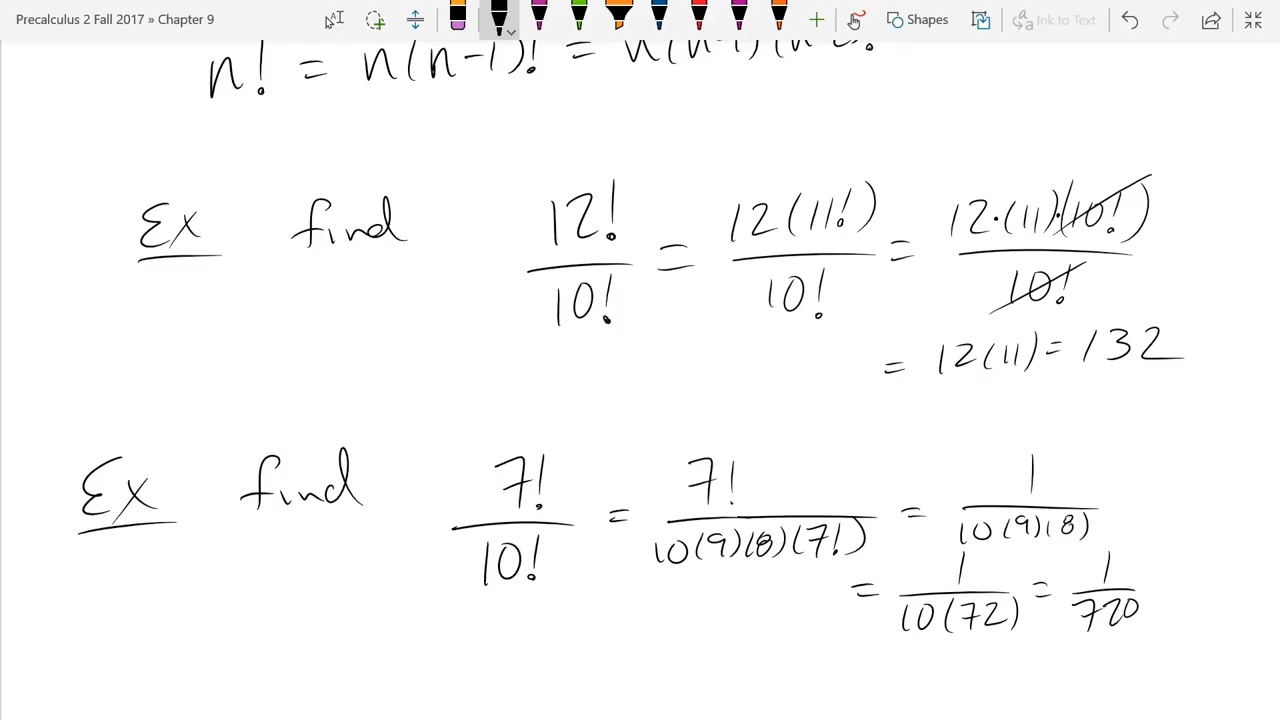 Precalculus 2 Fall 2017 » Chapter 9
Shapes
Ink to Text
n! = n(n-1)! = n(n-1)(n-2)!
Ex find 12!/10! = 12(11!)/10! = 12·(11)·(10!)/10!
= 12(11) = 132
Ex find 7!/10! = 7!/10(9)(8)(7!) = 1/10(9)(8)
= 1/10(72) = 1/720